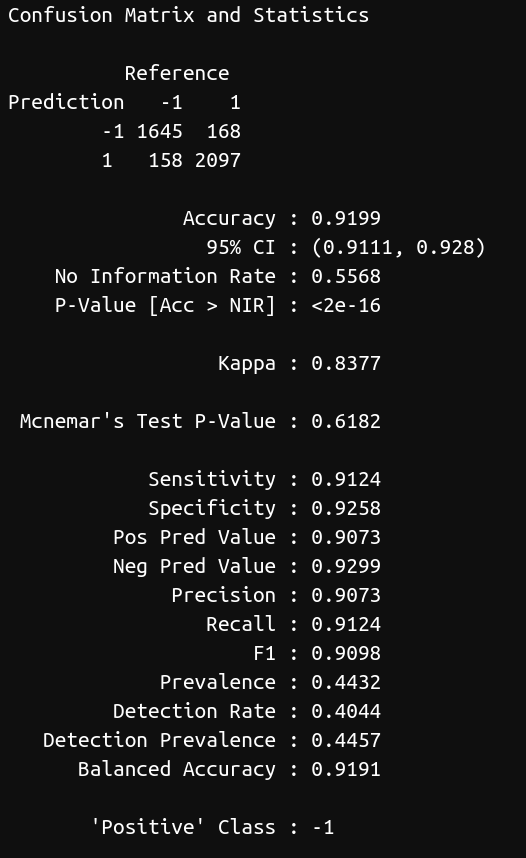 Confusion Matrix and Statistics
Reference
Prediction -1 1
-1 1645 168
1 158 2097
Accuracy : 0.9199
95% CI : (0.9111, 0.928)
No Information Rate : 0.5568
P-Value [Acc > NIR] : <2e-16
Kappa : 0.8377
Mcnemar's Test P-Value : 0.6182
Sensitivity : 0.9124
Specificity : 0.9258
Pos Pred Value : 0.9073
Neg Pred Value : 0.9299
Precision : 0.9073
Recall : 0.9124
F1 : 0.9098
Prevalence : 0.4432
Detection Rate : 0.4044
Detection Prevalence : 0.4457
Balanced Accuracy : 0.9191
'Positive' Class : -1